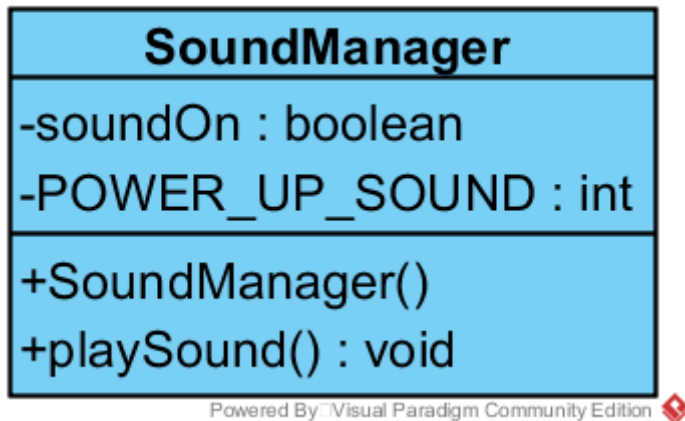 SoundManager
-soundOn : boolean
-POWER_UP_SOUND : int
+SoundManager()
+playSound() : void
Powered By Visual Paradigm Community Edition